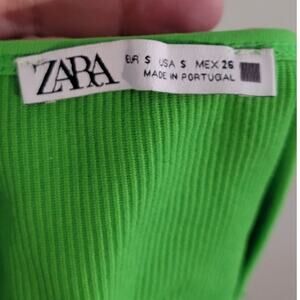 ZARA
EUR S USA S MEX 26
MADE IN PORTUGAL